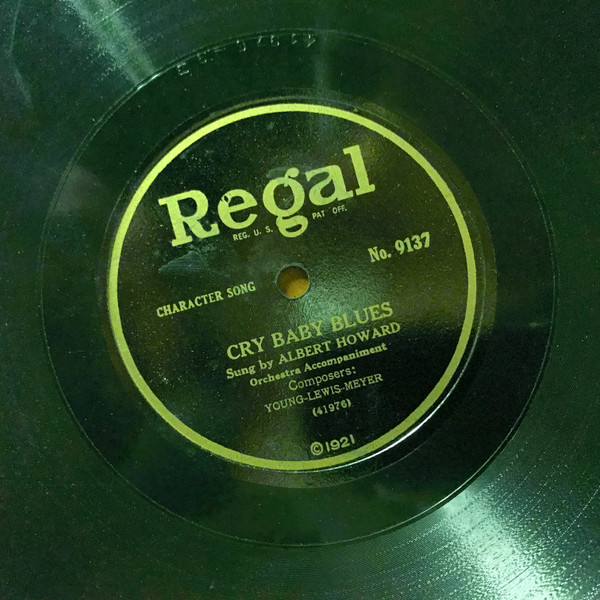 Regal
REG. U. S. PAT OFF.
No. 9137
CHARACTER SONG
CRY BABY BLUES
Sung by ALBERT HOWARD
Orchestra Accompaniment
Composers:
YOUNG-LEWIS-MEYER
(41976)
©1921